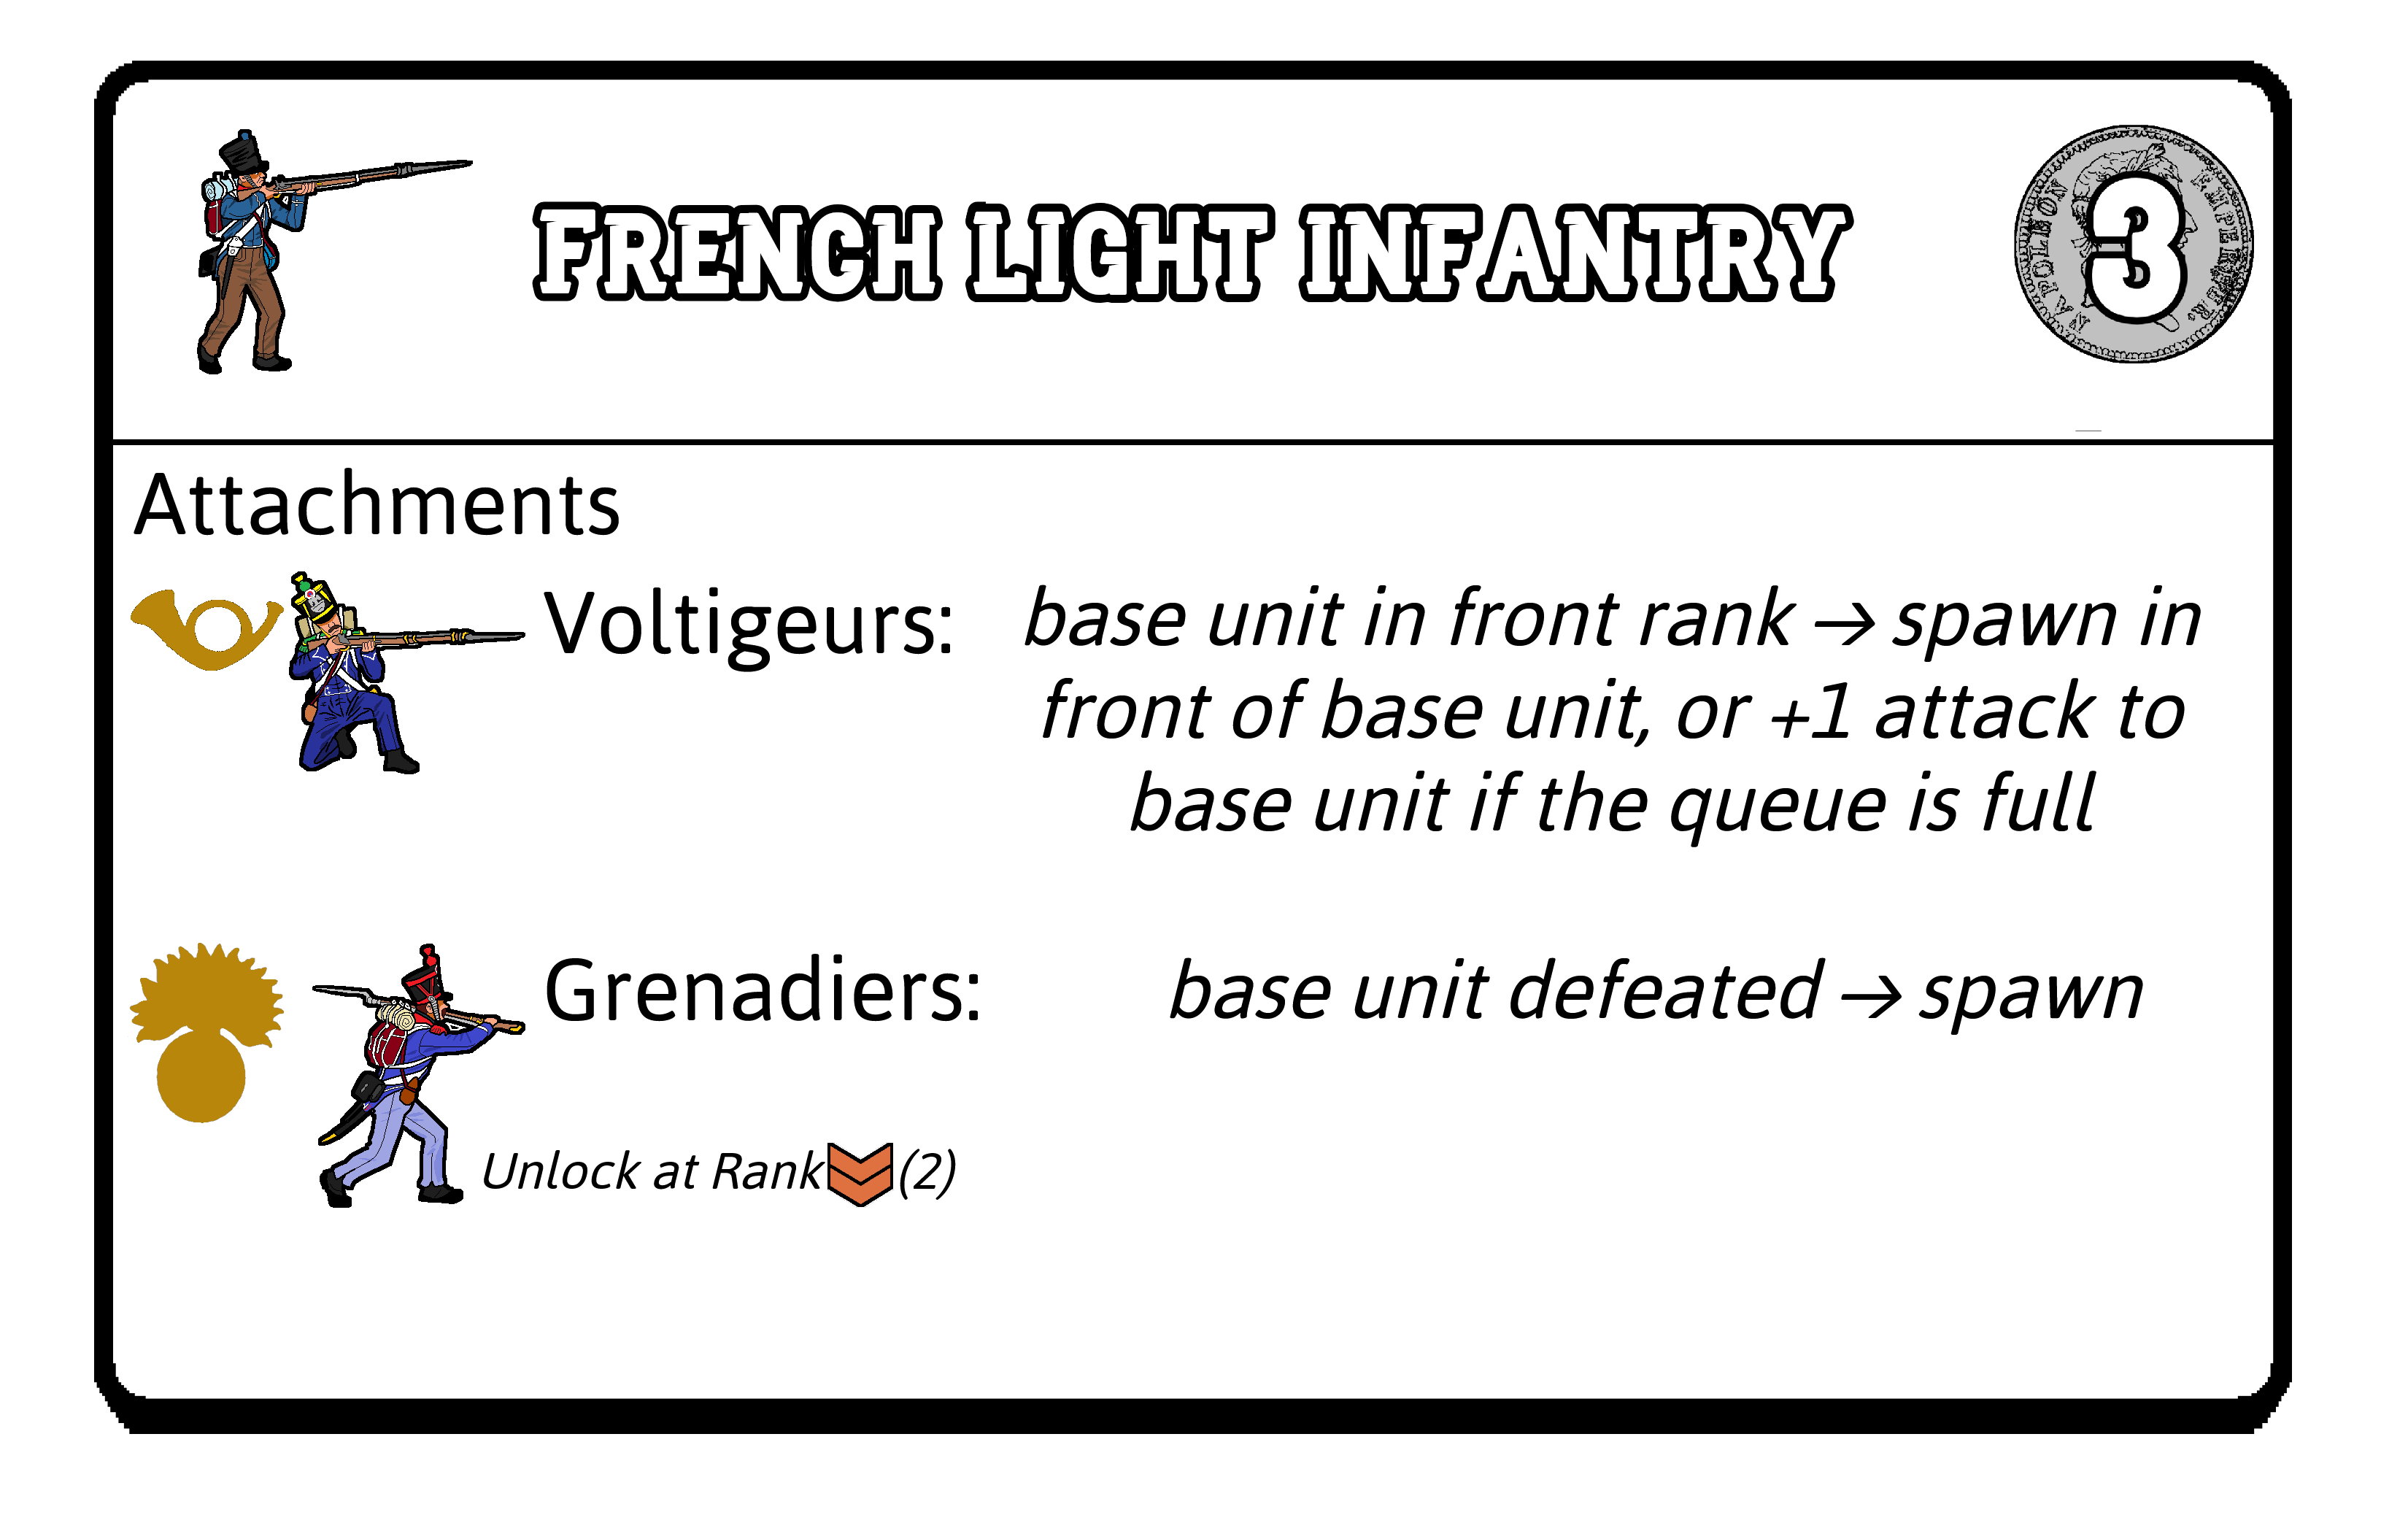 FRENCH LIGHT INFANTRY
NAPOLEON EMPEREUR.
3
Attachments
Voltigeurs:
base unit in front rank → spawn in
front of base unit, or +1 attack to
base unit if the queue is full
Grenadiers:
base unit defeated → spawn
Unlock at Rank (2)